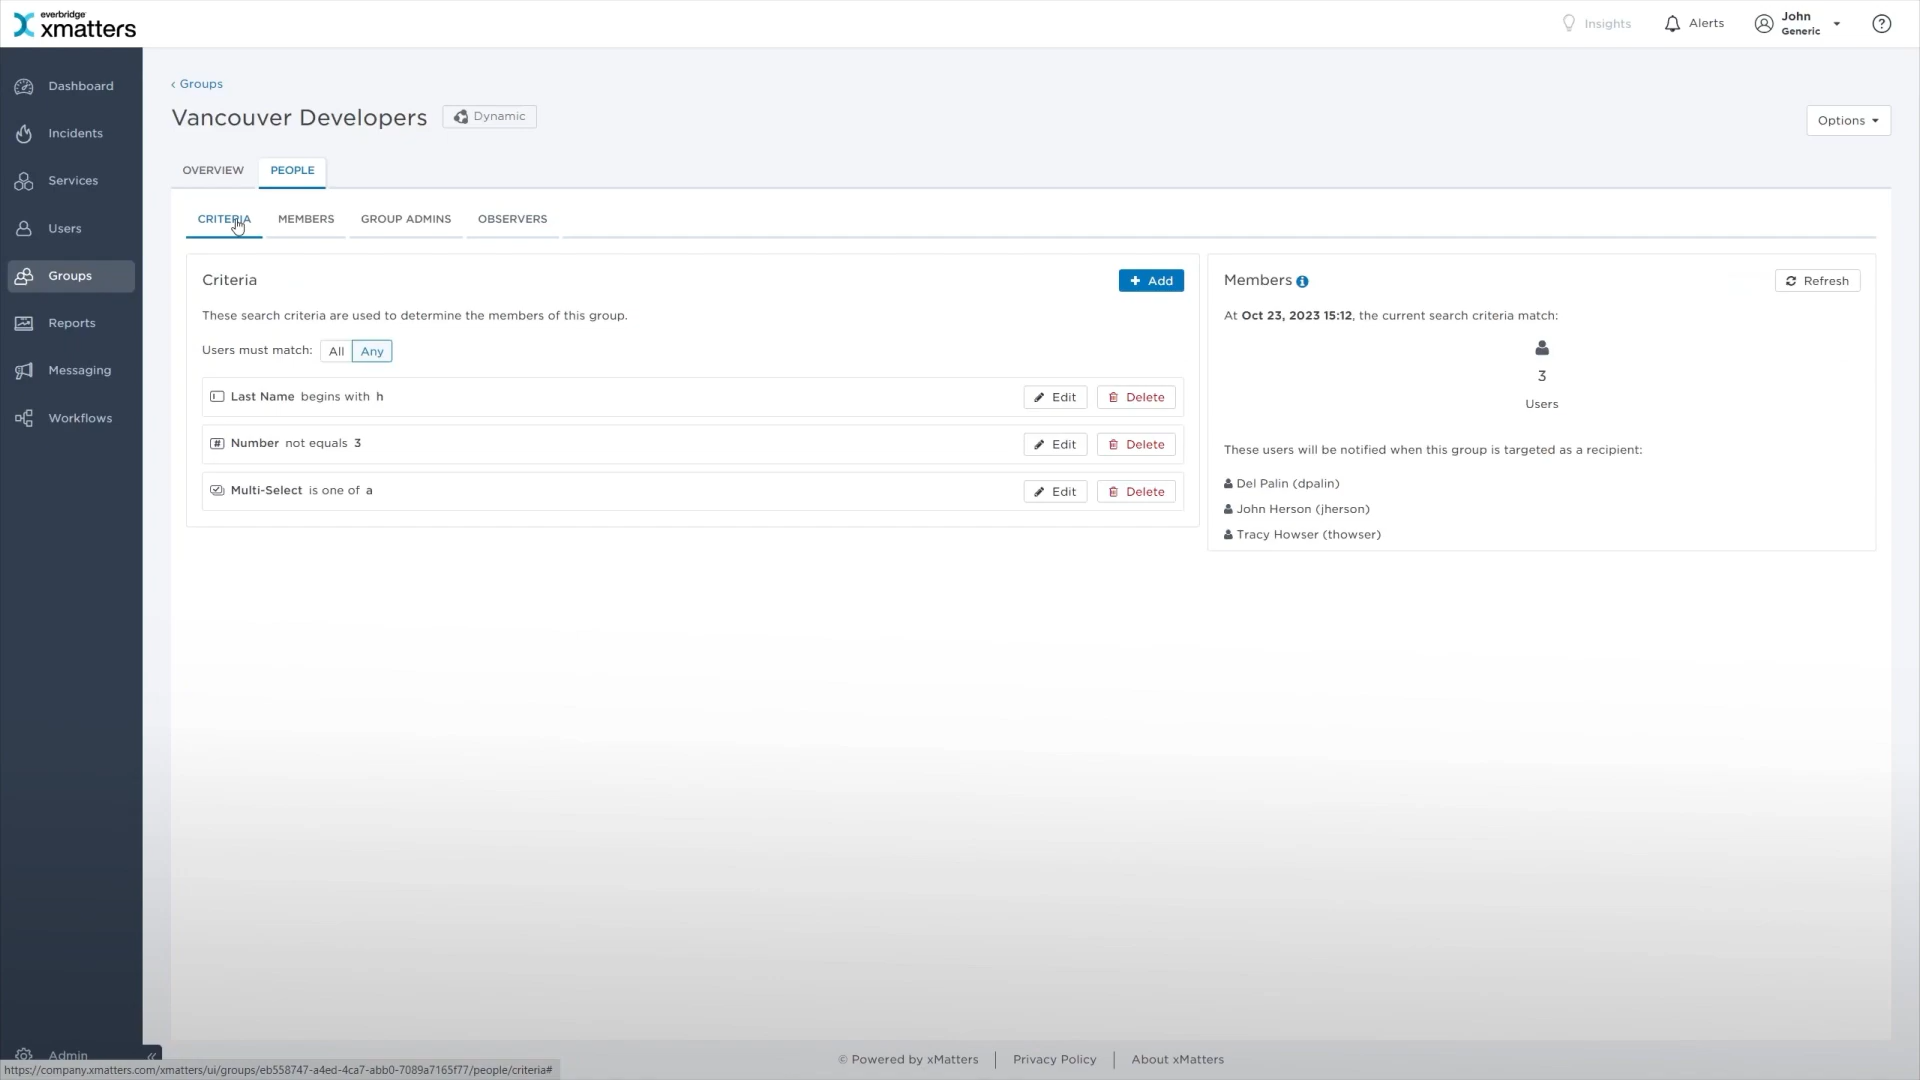 everbridge
xmatters
Insights
Alerts
John
Generic
Dashboard
Incidents
Services
Users
Groups
Reports
Messaging
Workflows
Admin
‹ Groups
Vancouver Developers
Dynamic
Options
OVERVIEW
PEOPLE
CRITERIA
MEMBERS
GROUP ADMINS
OBSERVERS
Criteria
+ Add
These search criteria are used to determine the members of this group.
Users must match: All Any
Last Name begins with h
Edit
Delete
Number not equals 3
Edit
Delete
Multi-Select is one of a
Edit
Delete
Members
Refresh
At Oct 23, 2023 15:12, the current search criteria match:
3
Users
These users will be notified when this group is targeted as a recipient:
Del Palin (dpalin)
John Herson (jherson)
Tracy Howser (thowser)
© Powered by xMatters
Privacy Policy
About xMatters
https://company.xmatters.com/xmatters/ui/groups/eb558747-a4ed-4ca7-abb0-7089a7165f77/people/criteria#